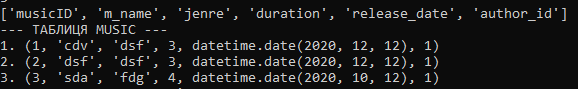 ['musicID', 'm_name', 'jenre', 'duration', 'release_date', 'author_id']
--- ТАБЛИЦЯ MUSIC ---
1. (1, 'cdv', 'dsf', 3, datetime.date(2020, 12, 12), 1)
2. (2, 'dsf', 'dsf', 3, datetime.date(2020, 12, 12), 1)
3. (3, 'sda', 'fdg', 4, datetime.date(2020, 10, 12), 1)